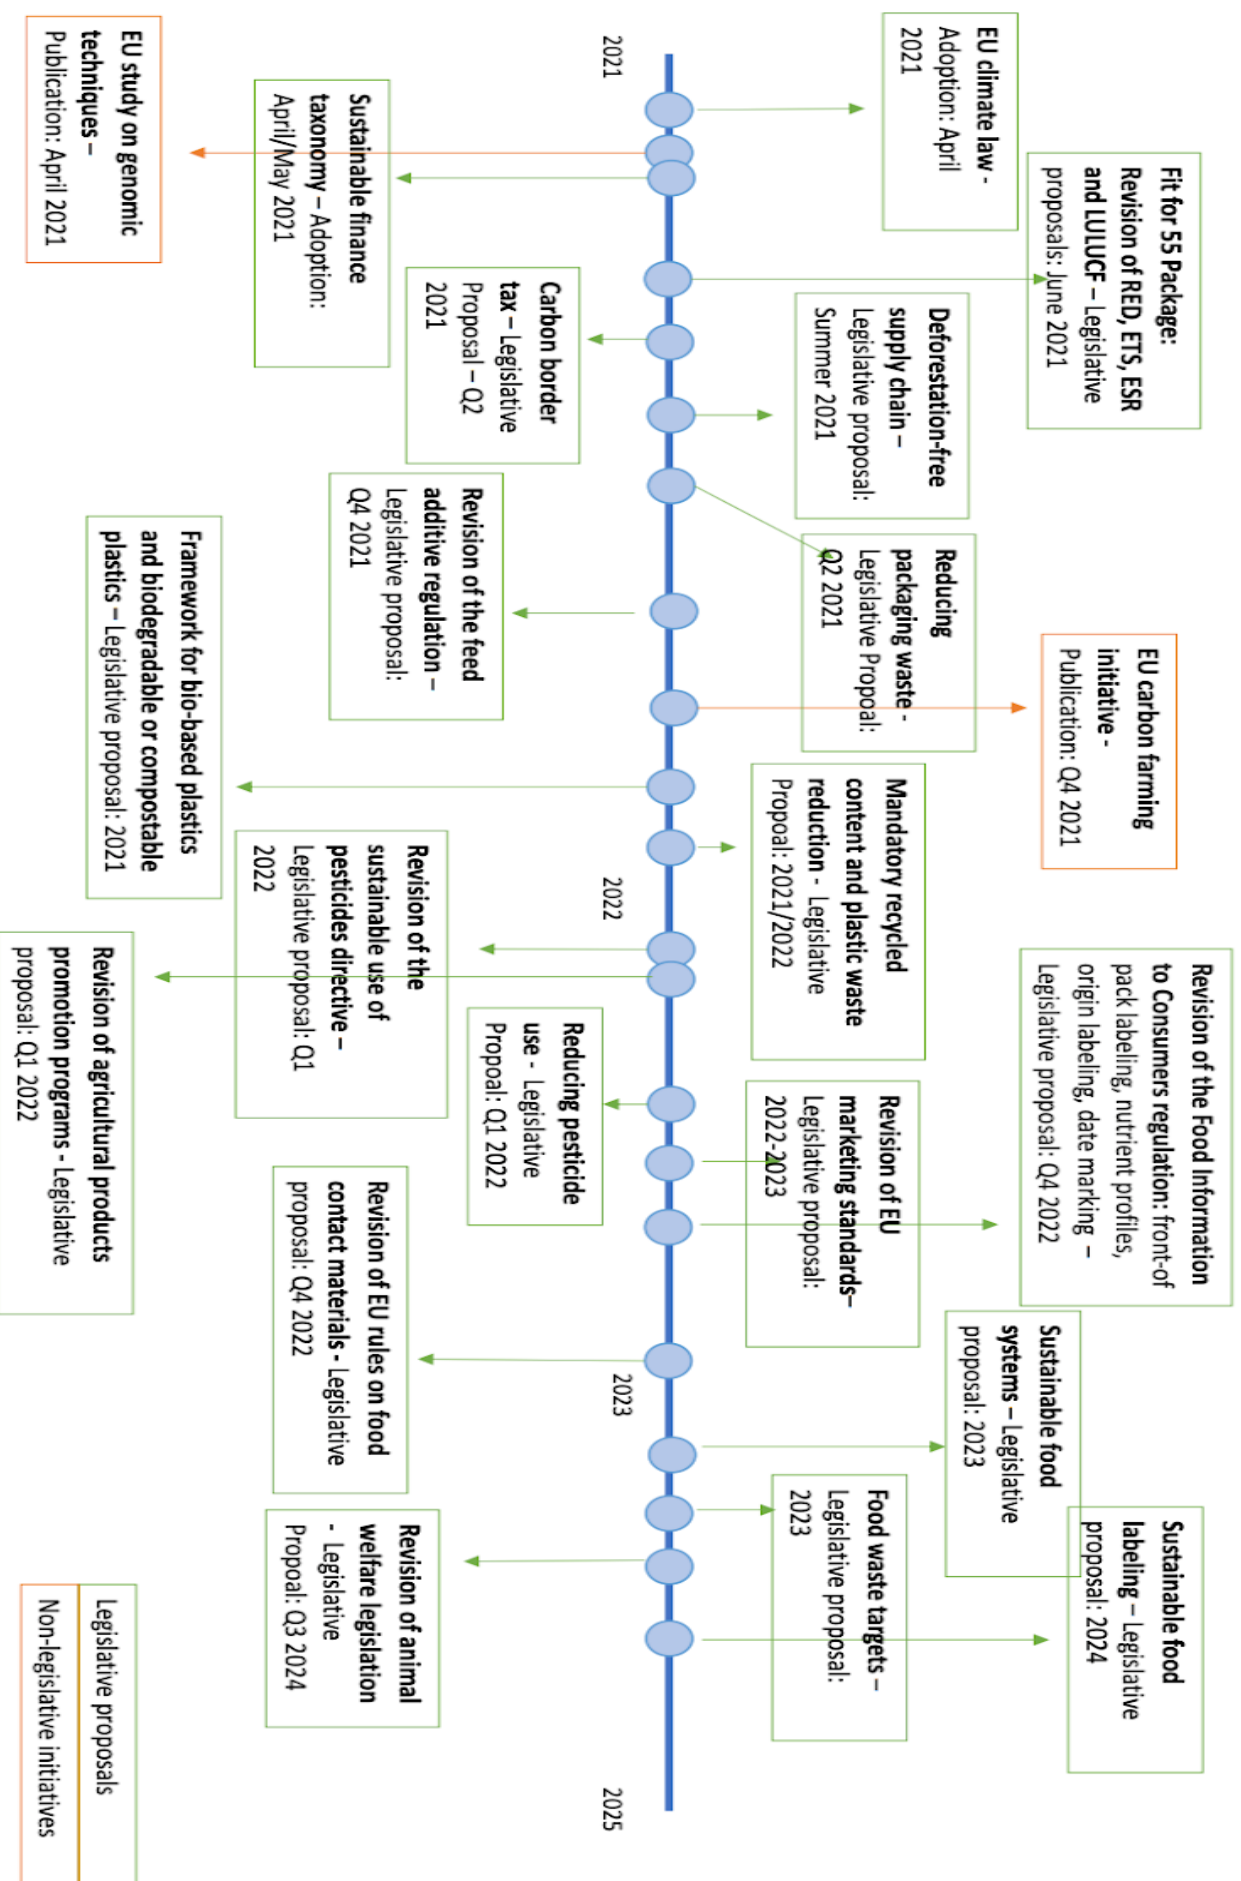 EU climate law -
Adoption: April
2021
Fit for 55 Package:
Revision of RED, ETS, ESR
and LULUCF – Legislative
proposals: June 2021
Deforestation-free
supply chain –
Legislative proposal:
Summer 2021
Reducing
packaging waste -
Legislative Propoal:
Q2 2021
EU carbon farming
initiative -
Publication: Q4 2021
Mandatory recycled
content and plastic waste
reduction - Legislative
Propoal: 2021/2022
Revision of the Food Information
to Consumers regulation: front-of
pack labeling, nutrient profiles,
origin labeling, date marking –
Legislative proposal: Q4 2022
Revision of EU
marketing standards–
Legislative proposal:
2022-2023
Sustainable food
systems – Legislative
proposal: 2023
Food waste targets –
Legislative proposal:
2023
Sustainable food
labeling – Legislative
proposal: 2024
2021
2022
2023
2025
EU study on genomic
techniques –
Publication: April 2021
Sustainable finance
taxonomy – Adoption:
April/May 2021
Carbon border
tax – Legislative
Proposal – Q2
2021
Revision of the feed
additive regulation –
Legislative proposal:
Q4 2021
Framework for bio-based plastics
and biodegradable or compostable
plastics – Legislative proposal: 2021
Revision of the
sustainable use of
pesticides directive –
Legislative proposal: Q1
2022
Revision of agricultural products
promotion programs - Legislative
proposal: Q1 2022
Reducing pesticide
use - Legislative
Propoal: Q1 2022
Revision of EU rules on food
contact materials - Legislative
proposal: Q4 2022
Revision of animal
welfare legislation
- Legislative
Propoal: Q3 2024
Legislative proposals
Non-legislative initiatives